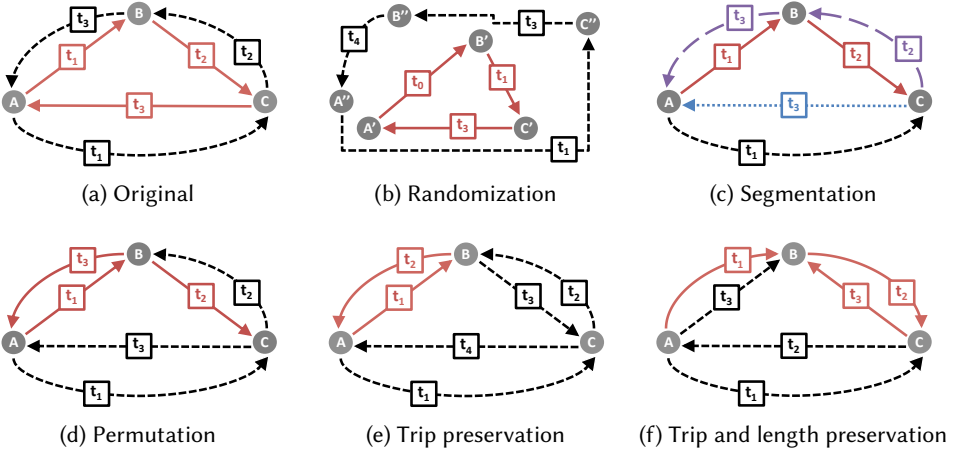 B B'' t₃ C'' B
t₃ t₄ B' t₃ t₂
t₁ t₂ t₂ t₀ t₁ t₁ t₂
A t₃ C A'' A' t₃ C' A t₃ C
t₁ t₁ t₁
(a) Original (b) Randomization (c) Segmentation
B B B
t₃ t₂ t₁
t₁ t₂ t₂ t₁ t₃ t₂ t₃ t₃ t₂
A t₃ C A t₄ C A t₂ C
t₁ t₁ t₁
(d) Permutation (e) Trip preservation (f) Trip and length preservation